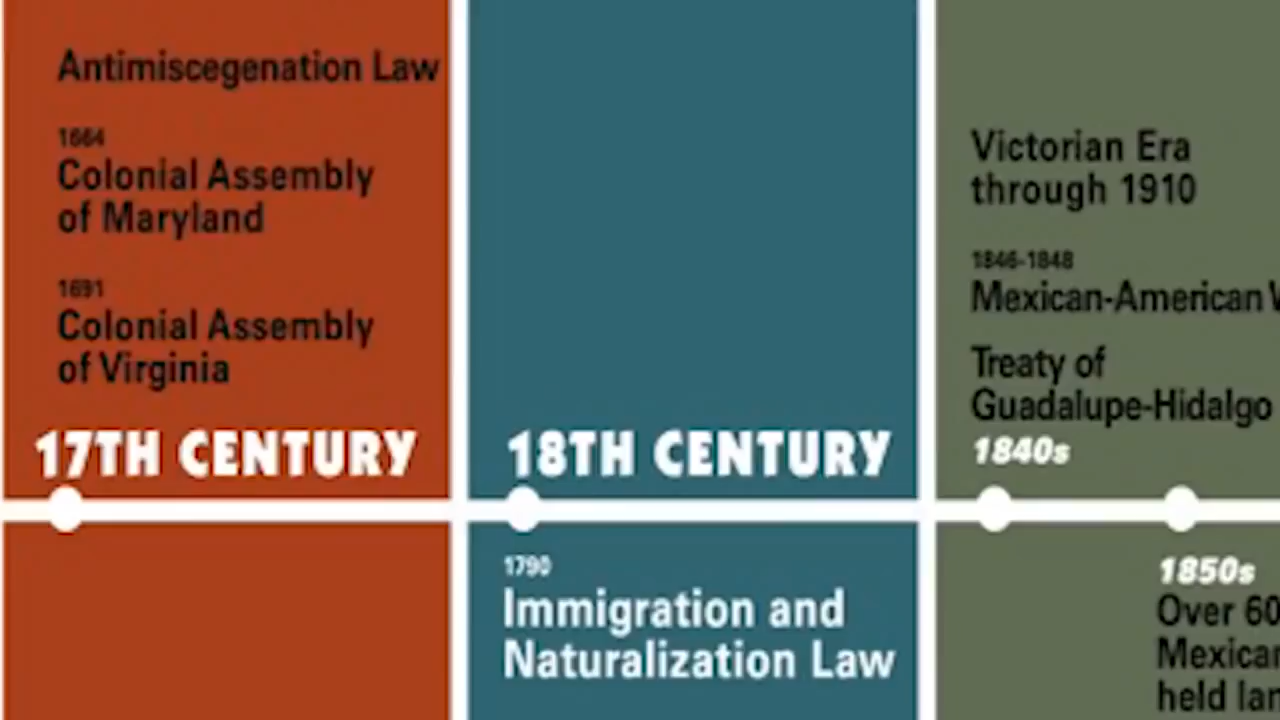 Antimiscegenation Law
1664
Colonial Assembly
of Maryland
1691
Colonial Assembly
of Virginia
17TH CENTURY
18TH CENTURY
1790
Immigration and
Naturalization Law
Victorian Era
through 1910
1846-1848
Mexican-American
Treaty of
Guadalupe-Hidalgo
1840s
1850s
Over 60
held